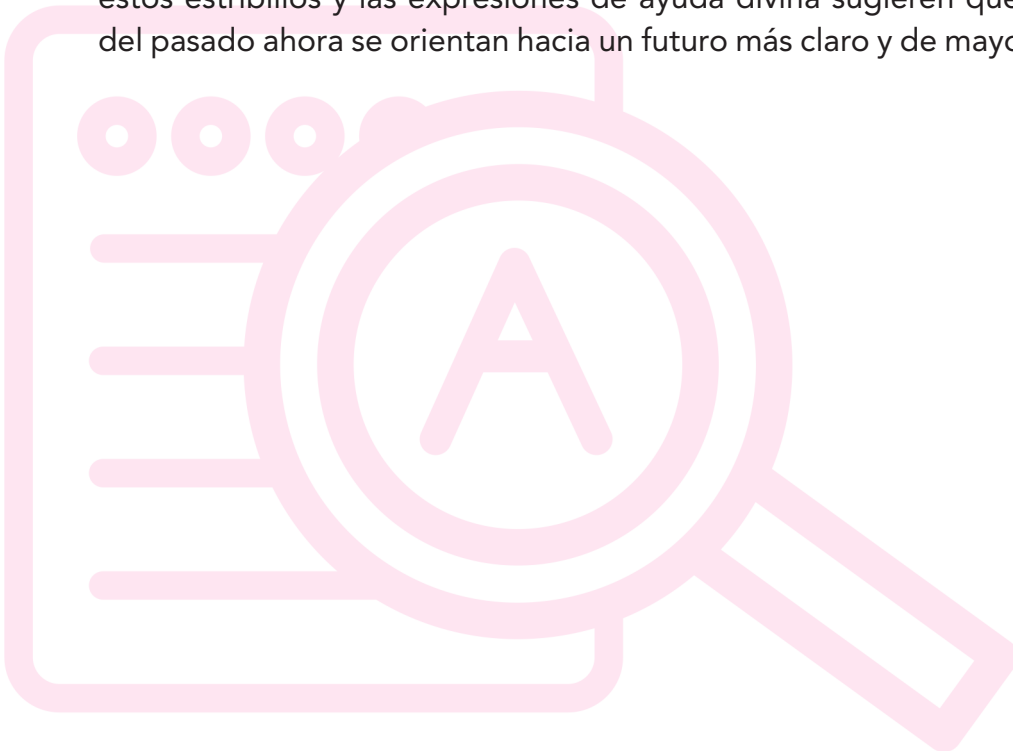 estos estribillos y las expresiones de ayuda divina sugieren que
del pasado ahora se orientan hacia un futuro más claro y de
A